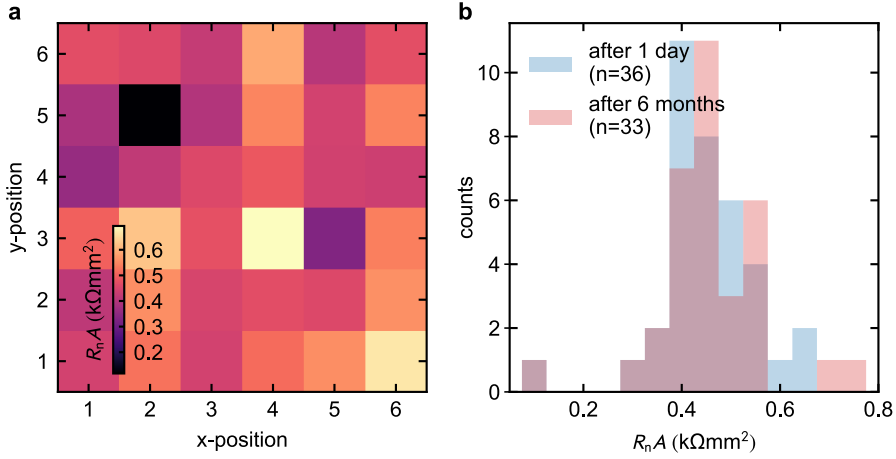 a
6
5
4
3
2
1
y-position
1 2 3 4 5 6
x-position
0.6
0.5
0.4
0.3
0.2
RₙA (kΩmm²)
b
after 1 day
(n=36)
after 6 months
(n=33)
10
8
6
4
2
0
counts
0.2 0.4 0.6 0.8
RₙA (kΩmm²)